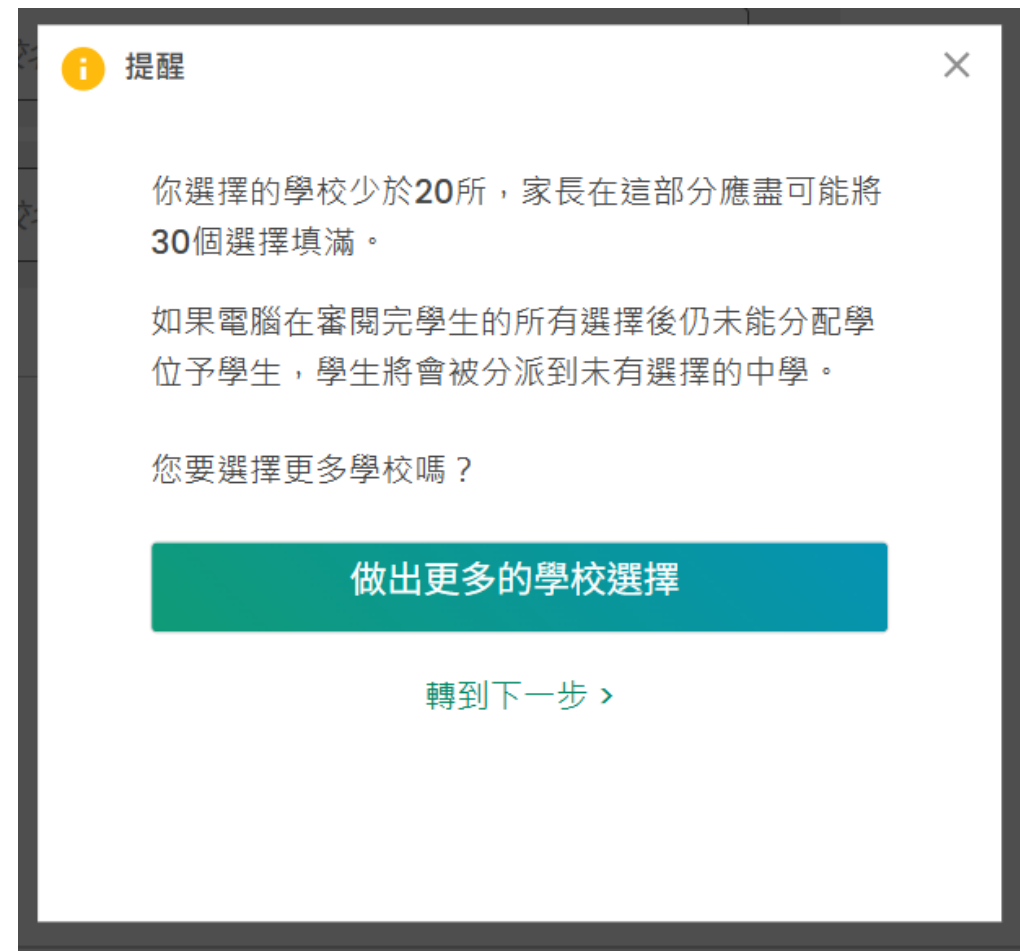 提醒
你選擇的學校少於20所，家長在這部分應盡可能將
30個選擇填滿。
如果電腦在審閱完學生的所有選擇後仍未能分配學
位予學生，學生將會被分派到未有選擇的中學。
您要選擇更多學校嗎？
做出更多的學校選擇
轉到下一步 >